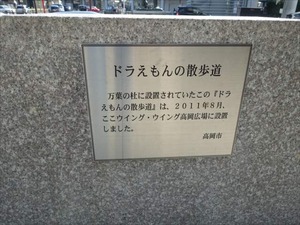 ドラえもんの散歩道
万葉の杜に設置されていたこの『ドラ
えもんの散歩道』は、2011年8月、
ここウイング・ウイング高岡広場に設置
しました。
高岡市